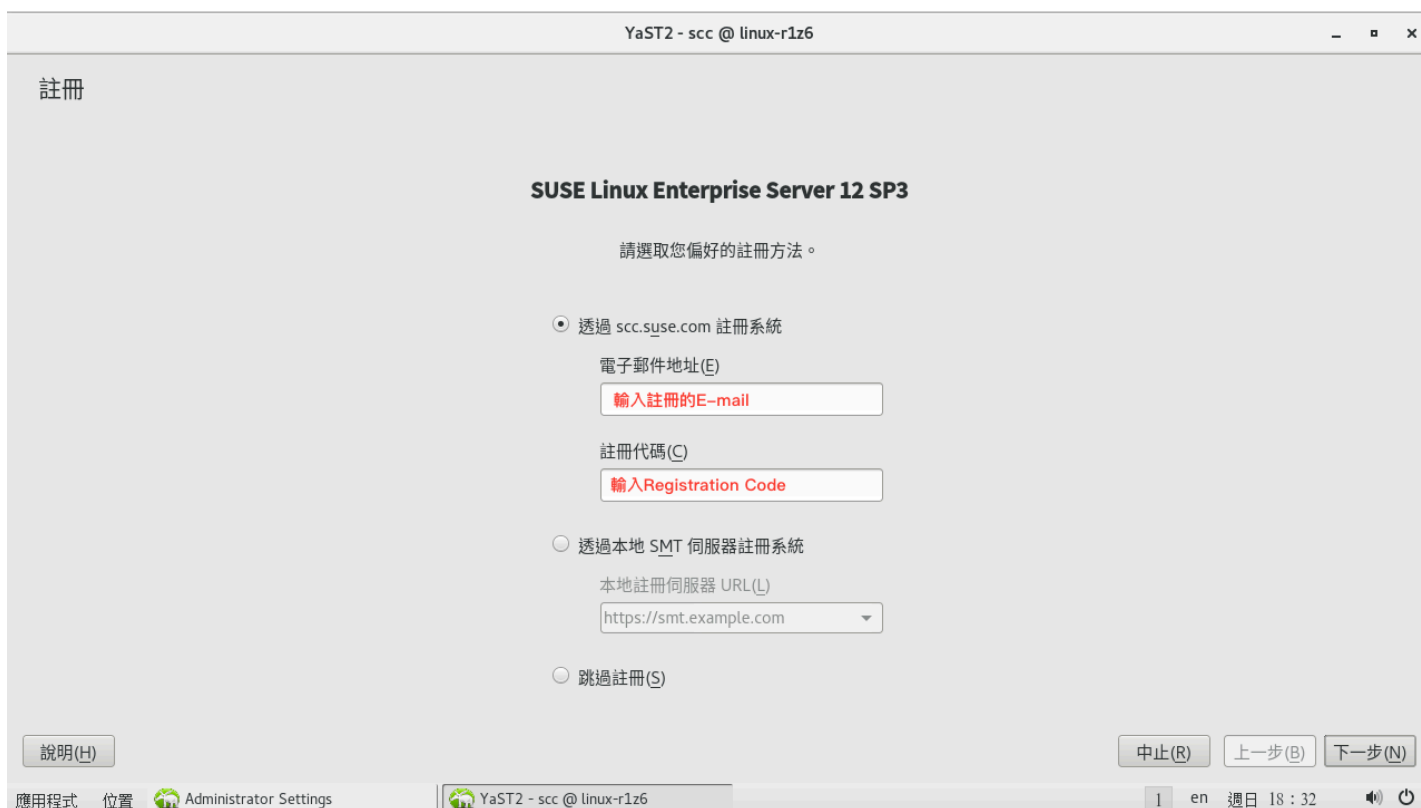 YaST2 - scc @ linux-r1z6
註冊
SUSE Linux Enterprise Server 12 SP3
請選取您偏好的註冊方法。
透過 scc.suse.com 註冊系統
電子郵件地址(E)
輸入註冊的E-mail
註冊代碼(C)
輸入Registration Code
透過本地 SMT 伺服器註冊系統
本地註冊伺服器 URL(L)
https://smt.example.com
跳過註冊(S)
說明(H) 中止(R) 上一步(B) 下一步(N)
應用程式 位置 Administrator Settings YaST2 - scc @ linux-r1z6 1 en 週日 18：32